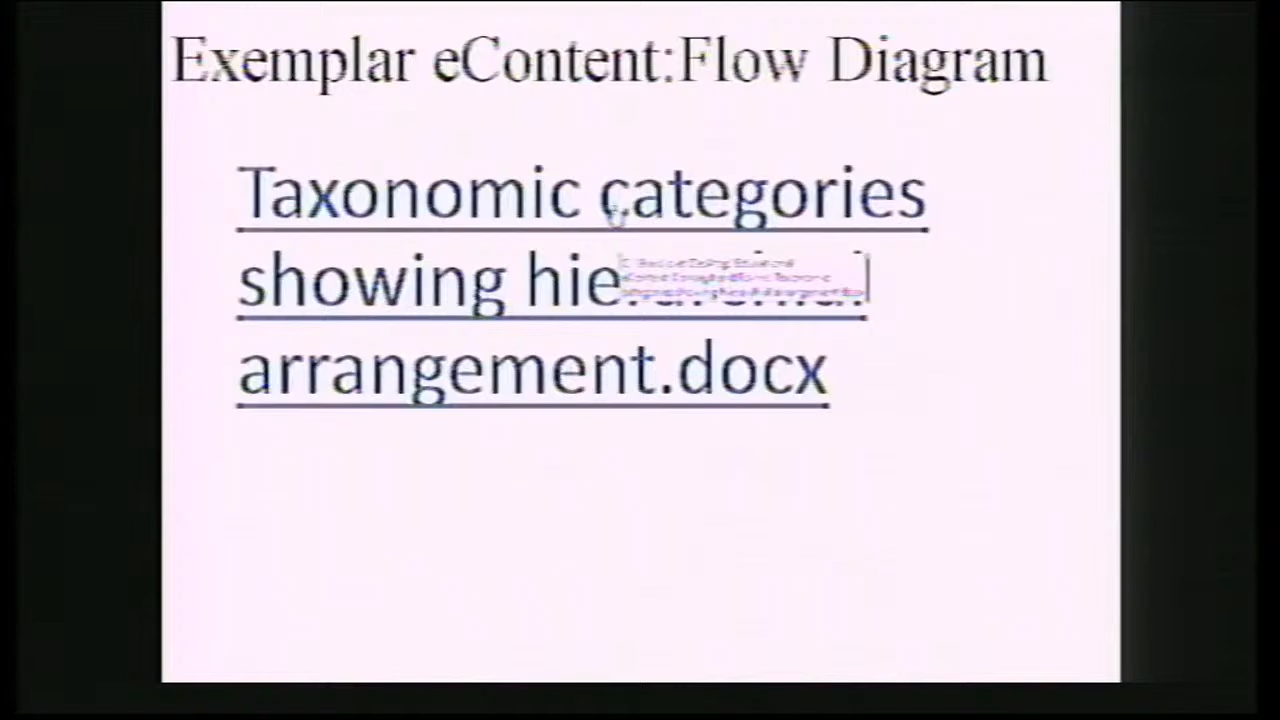 Exemplar eContent:Flow Diagram
Taxonomic categories
showing
arrangement.docx